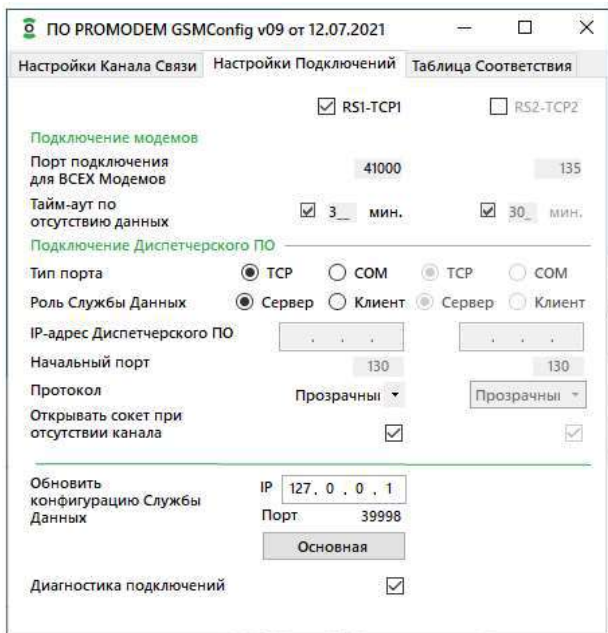 ПО PROMODEM GSMConfig v09 от 12.07.2021
Настройки Канала Связи Настройки Подключений Таблица Соответствия
RS1-TCP1 RS2-TCP2
Подключение модемов
Порт подключения
для ВСЕХ Модемов 41000 135
Тайм-аут по
отсутствию данных 3__ мин. 30_ мин.
Подключение Диспетчерского ПО
Тип порта TCP COM TCP COM
Роль Службы Данных Сервер Клиент Сервер Клиент
IP-адрес Диспетчерского ПО . . . . . .
Начальный порт 130 130
Протокол Прозрачны Прозрачны
Открывать сокет при
отсутствии канала
Обновить
конфигурацию Службы
Данных
IP 127. 0 . 0 . 1
Порт 39998
Основная
Диагностика подключений